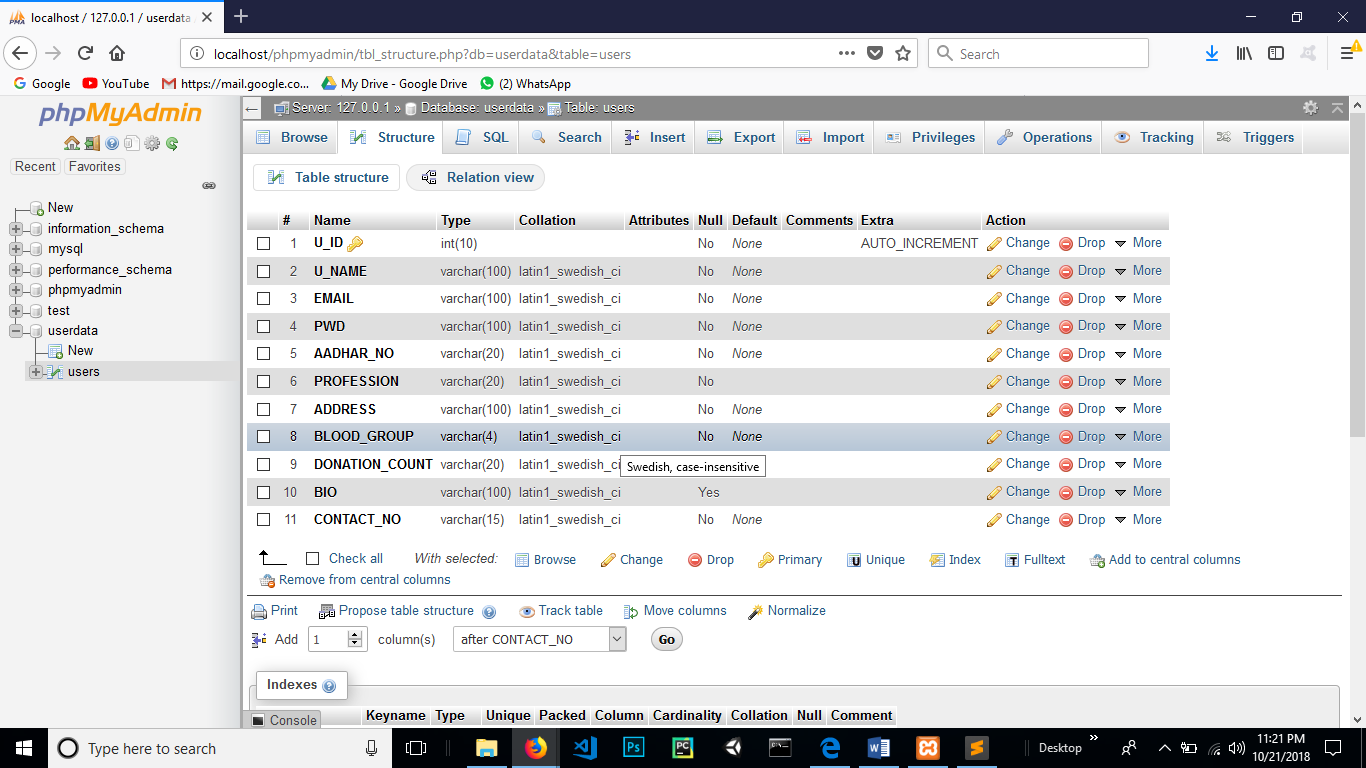 localhost / 127.0.0.1 / userdata
localhost/phpmyadmin/tbl_structure.php?db=userdata&table=users
Search
Google YouTube https://mail.google.co... My Drive - Google Drive (2) WhatsApp
phpMyAdmin
Recent Favorites
New
information_schema
mysql
performance_schema
phpmyadmin
test
userdata
New
users
Server: 127.0.0.1 » Database: userdata » Table: users
Browse Structure SQL Search Insert Export Import Privileges Operations Tracking Triggers
Table structure Relation view
# Name Type Collation Attributes Null Default Comments Extra Action
1 U_ID int(10) No None AUTO_INCREMENT Change Drop More
2 U_NAME varchar(100) latin1_swedish_ci No None Change Drop More
3 EMAIL varchar(100) latin1_swedish_ci No None Change Drop More
4 PWD varchar(100) latin1_swedish_ci No None Change Drop More
5 AADHAR_NO varchar(20) latin1_swedish_ci No None Change Drop More
6 PROFESSION varchar(20) latin1_swedish_ci No Change Drop More
7 ADDRESS varchar(100) latin1_swedish_ci No None Change Drop More
8 BLOOD_GROUP varchar(4) latin1_swedish_ci No None Change Drop More
9 DONATION_COUNT varchar(20) latin1_swedish_ci Change Drop More
Swedish, case-insensitive
10 BIO varchar(100) latin1_swedish_ci Yes Change Drop More
11 CONTACT_NO varchar(15) latin1_swedish_ci No None Change Drop More
Check all With selected: Browse Change Drop Primary Unique Index Fulltext Add to central columns
Remove from central columns
Print Propose table structure Track table Move columns Normalize
Add 1 column(s) after CONTACT_NO Go
Indexes
Console Keyname Type Unique Packed Column Cardinality Collation Null Comment
Type here to search Desktop 11:21 PM
10/21/2018